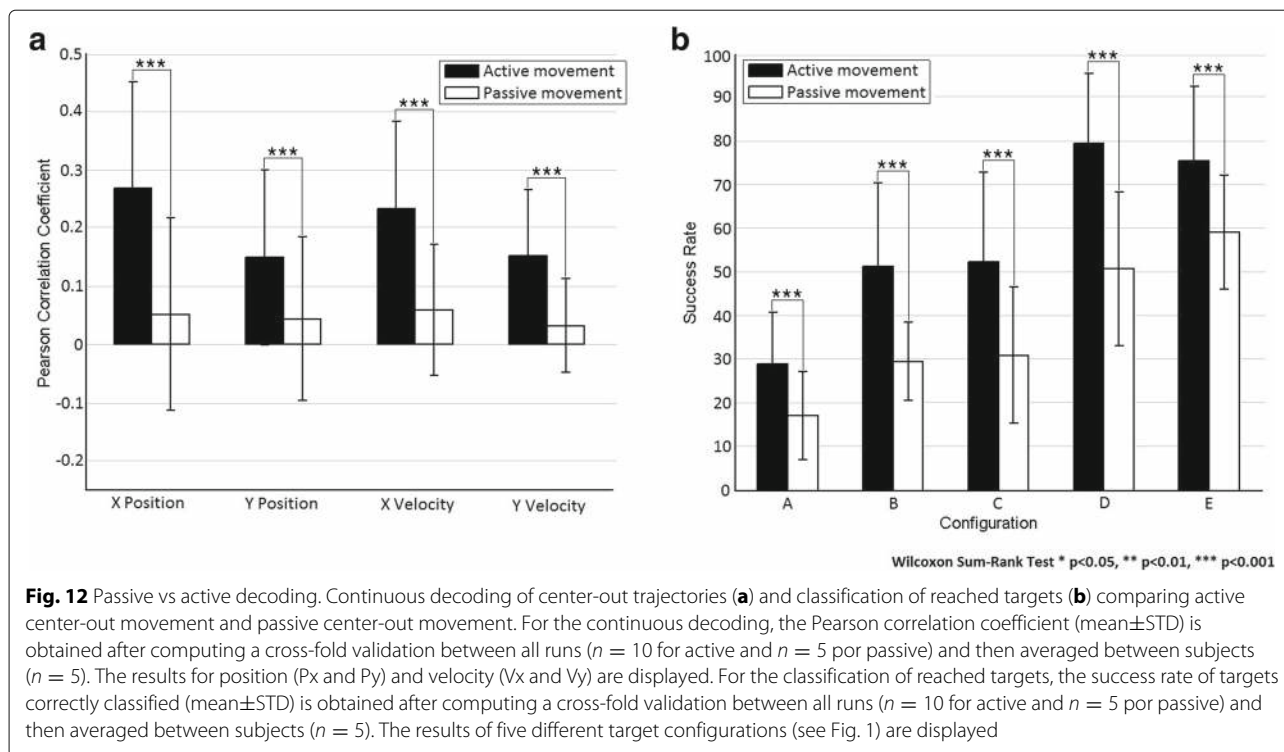 a
0.5
0.4
0.3
0.2
0.1
0
-0.1
-0.2
Pearson Correlation Coefficient
Active movement
Passive movement
***
***
***
***
X Position
Y Position
X Velocity
Y Velocity
b
100
90
80
70
60
50
40
30
20
10
0
Success Rate
Active movement
Passive movement
***
***
***
***
***
A
B
C
D
E
Configuration
Wilcoxon Sum-Rank Test * p<0.05, ** p<0.01, *** p<0.001
Fig. 12 Passive vs active decoding. Continuous decoding of center-out trajectories (a) and classification of reached targets (b) comparing active
center-out movement and passive center-out movement. For the continuous decoding, the Pearson correlation coefficient (mean±STD) is
obtained after computing a cross-fold validation between all runs (n = 10 for active and n = 5 por passive) and then averaged between subjects
(n = 5). The results for position (Px and Py) and velocity (Vx and Vy) are displayed. For the classification of reached targets, the success rate of targets
correctly classified (mean±STD) is obtained after computing a cross-fold validation between all runs (n = 10 for active and n = 5 por passive) and
then averaged between subjects (n = 5). The results of five different target configurations (see Fig. 1) are displayed